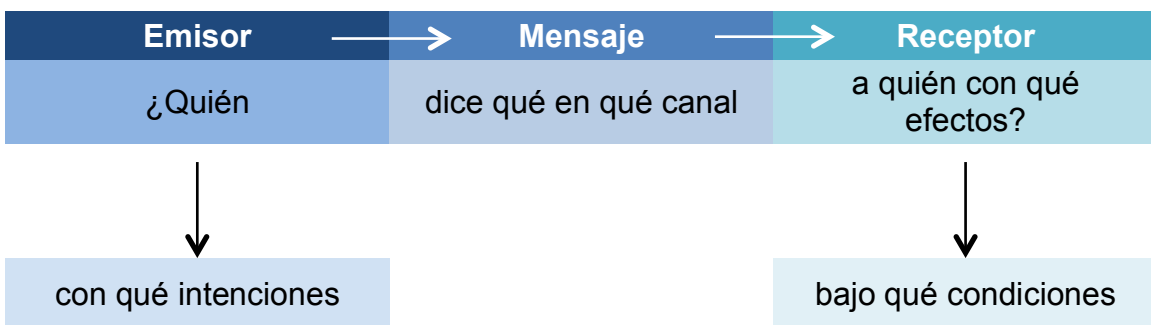 Emisor
Mensaje
Receptor
¿Quién
dice qué en qué canal
a quién con qué
efectos?
con qué intenciones
bajo qué condiciones